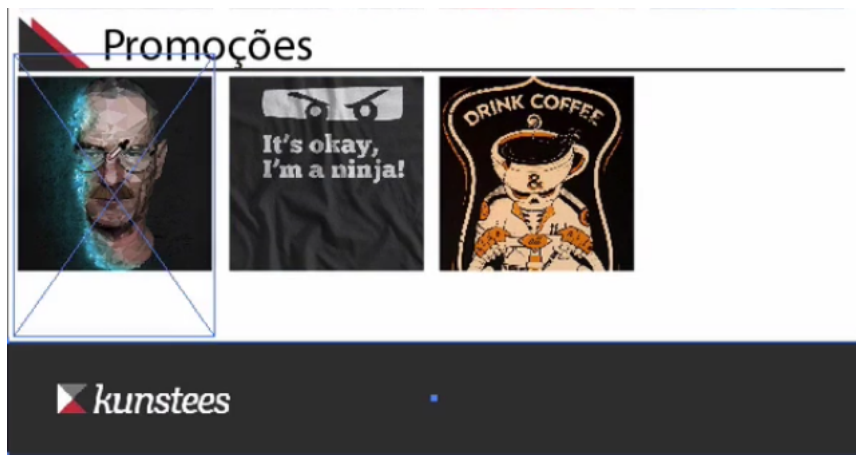 Promoções
It's okay,
I'm a ninja!
DRINK COFFEE
&
kunstees